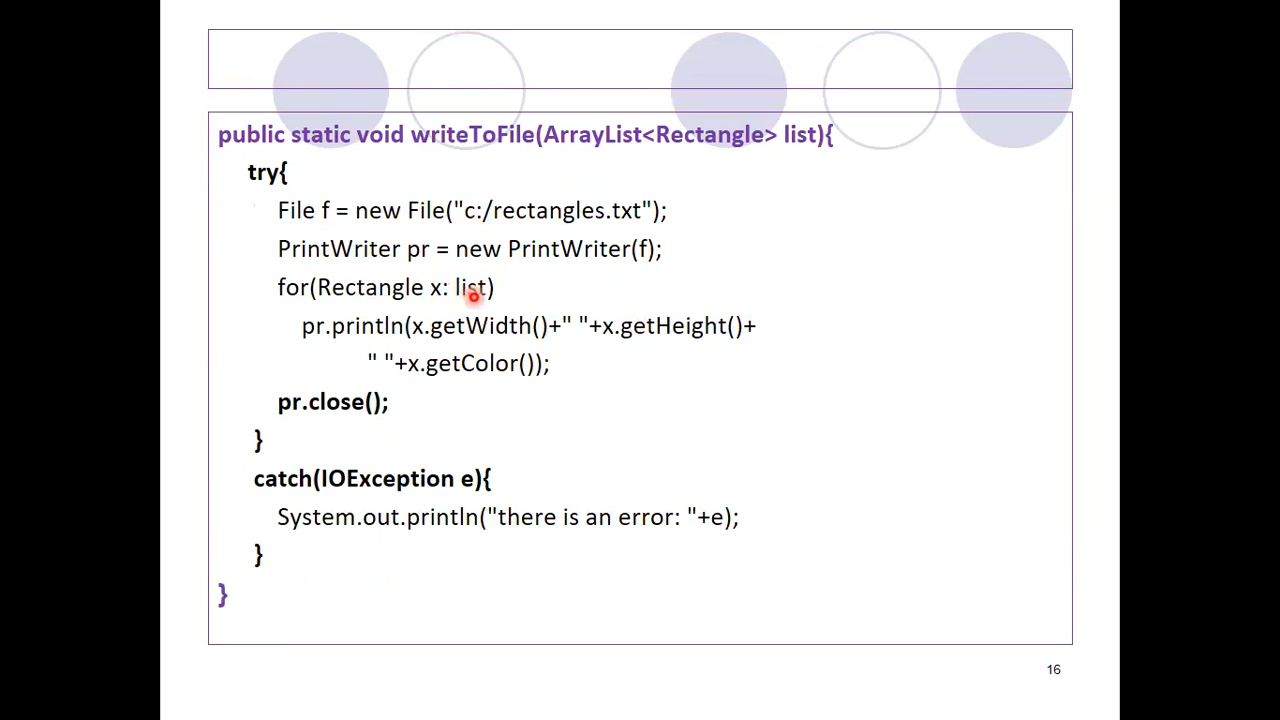 public static void writeToFile(ArrayList<Rectangle> list){
try{
File f = new File("c:/rectangles.txt");
PrintWriter pr = new PrintWriter(f);
for(Rectangle x: list)
pr.println(x.getWidth()+" "+x.getHeight()+
" "+x.getColor());
pr.close();
}
catch(IOException e){
System.out.println("there is an error: "+e);
}
}
16